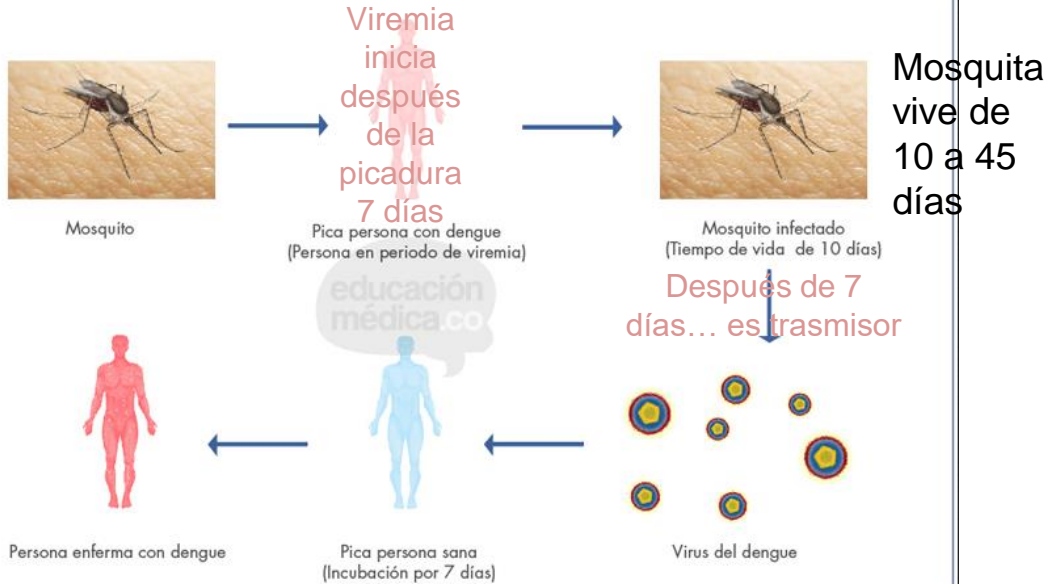 Viremia
inicia
después
de la
picadura
7 días
Mosquita
vive de
10 a 45
días
Mosquito
Pica persona con dengue
(Persona en periodo de viremia)
Mosquito infectado
(Tiempo de vida de 10 días)
educación
médica.co
Después de 7
días… es trasmisor
Persona enferma con dengue
Pica persona sana
(Incubación por 7 días)
Virus del dengue